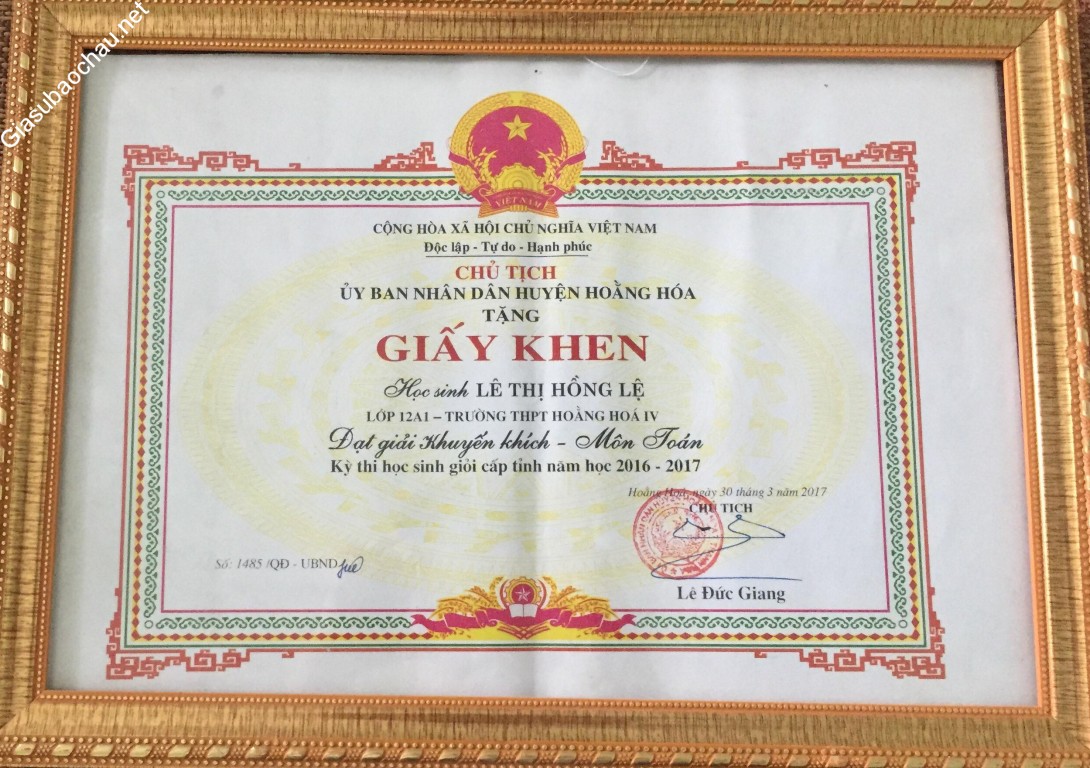 Giasubaochau.net
VIỆT NAM
CỘNG HÒA XÃ HỘI CHỦ NGHĨA VIỆT NAM
Độc lập - Tự do - Hạnh phúc
CHỦ TỊCH
ỦY BAN NHÂN DÂN HUYỆN HOẰNG HÓA
TẶNG
GIẤY KHEN
Học sinh LÊ THỊ HỒNG LỆ
LỚP 12A1 – TRƯỜNG THPT HOẰNG HOÁ IV
Đạt giải Khuyến khích – Môn Toán
Kỳ thi học sinh giỏi cấp tỉnh năm học 2016 - 2017
Hoằng Hoá, ngày 30 tháng 3 năm 2017
CHỦ TỊCH
Số: 1485 /QĐ - UBND
Lê Đức Giang